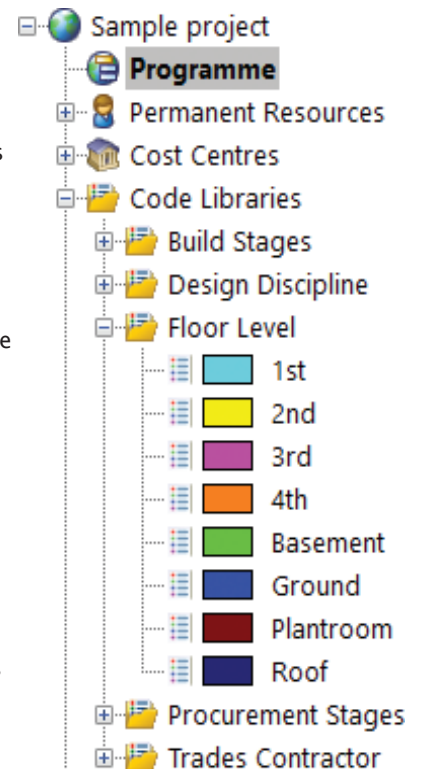 Sample project
Programme
Permanent Resources
s
Cost Centres
Code Libraries
Build Stages
Design Discipline
Floor Level
e
1st
2nd
3rd
4th
Basement
Ground
Plantroom
Roof
Procurement Stages
Trades Contractor